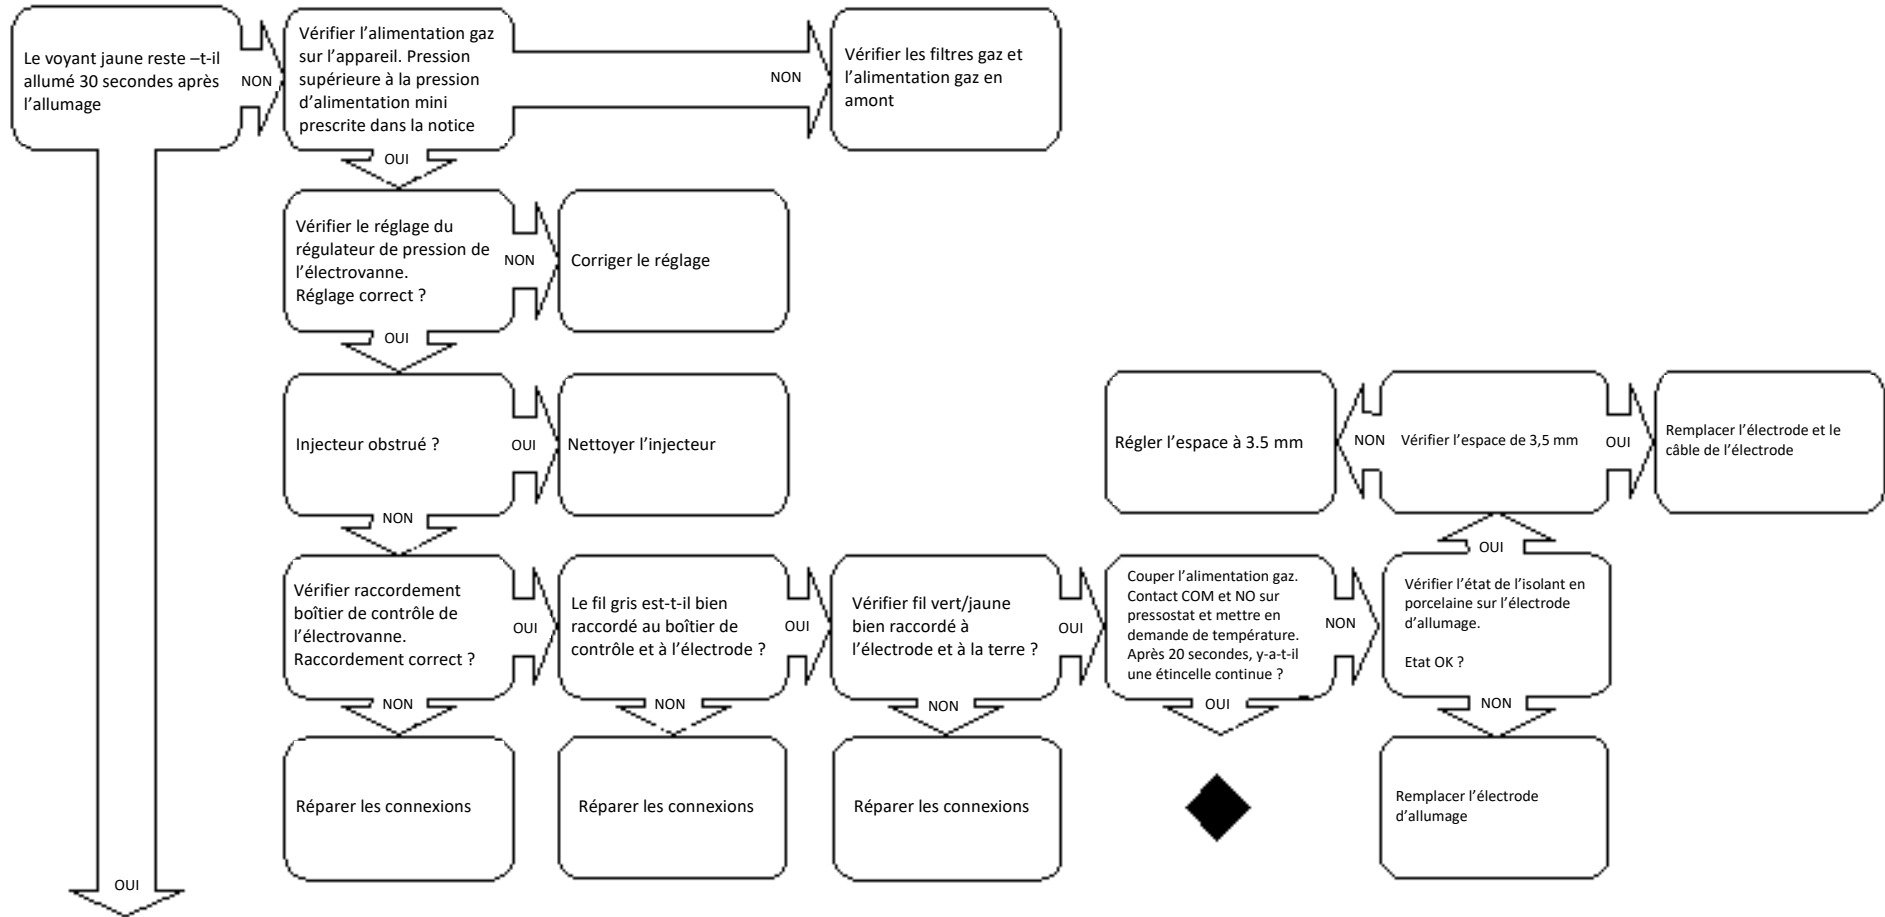 Le voyant jaune reste –t-il
allumé 30 secondes après
l’allumage
NON
Vérifier l’alimentation gaz
sur l’appareil. Pression
supérieure à la pression
d’alimentation mini
prescrite dans la notice
NON
Vérifier les filtres gaz et
l’alimentation gaz en
amont
OUI
Vérifier le réglage du
régulateur de pression de
l’électrovanne.
Réglage correct ?
NON
Corriger le réglage
OUI
Injecteur obstrué ?
OUI
Nettoyer l’injecteur
Régler l’espace à 3.5 mm
NON
Vérifier l’espace de 3,5 mm
OUI
Remplacer l’électrode et le
câble de l’électrode
NON
OUI
Vérifier raccordement
boîtier de contrôle de
l’électrovanne.
Raccordement correct ?
OUI
Le fil gris est-t-il bien
raccordé au boîtier de
contrôle et à l’électrode ?
OUI
Vérifier fil vert/jaune
bien raccordé à
l’électrode et à la terre ?
OUI
Couper l’alimentation gaz.
Contact COM et NO sur
pressostat et mettre en
demande de température.
Après 20 secondes, y-a-t-il
une étincelle continue ?
NON
Vérifier l’état de l’isolant en
porcelaine sur l’électrode
d’allumage.
Etat OK ?
NON
NON
NON
OUI
NON
Réparer les connexions
Réparer les connexions
Réparer les connexions
Remplacer l’électrode
d’allumage
OUI